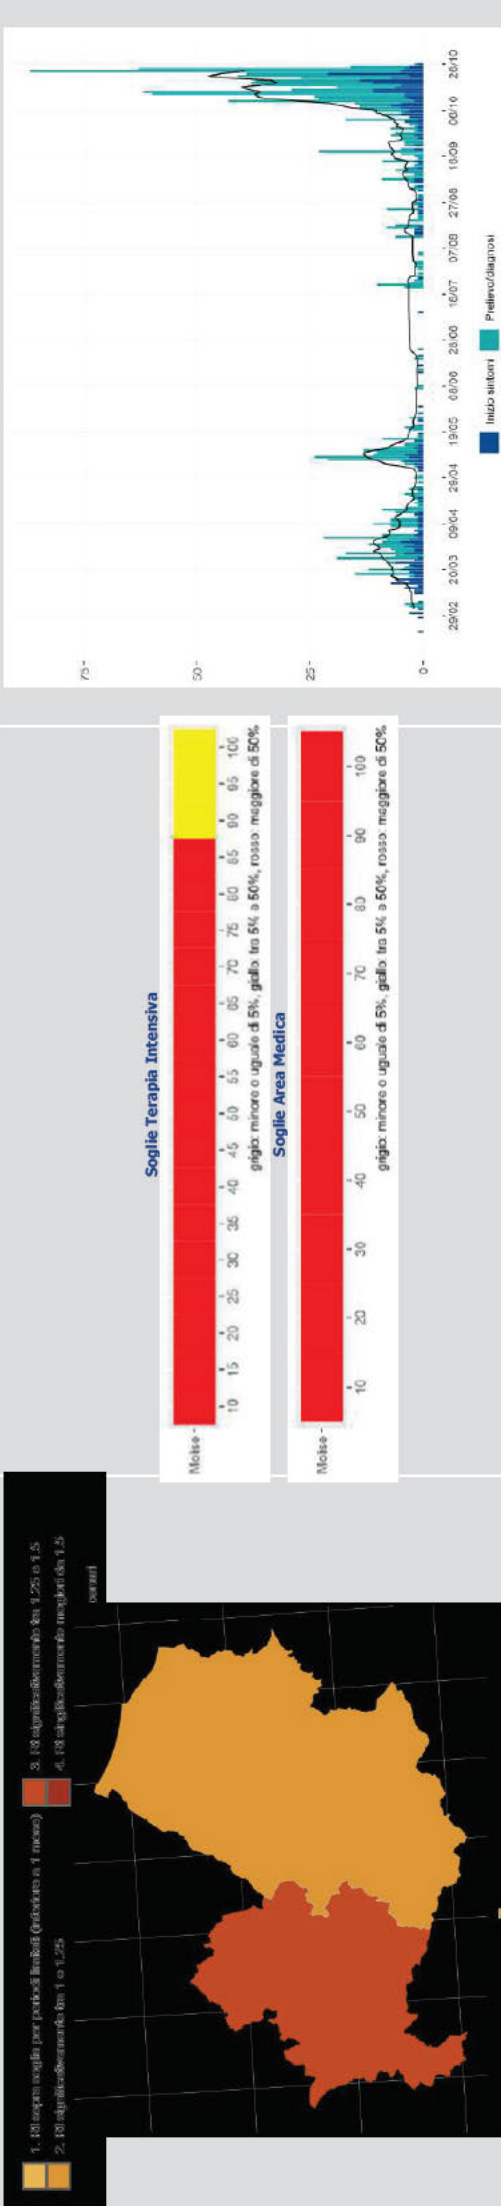 1. Rt sopra soglia per periodi limitati (inferiore a 1 mese)
2. Rt significativamente tra 1 e 1.25
3. Rt significativamente tra 1.25 e 1.5
4. Rt significativamente maggiori da 1.5
Soglie Terapia Intensiva
Molise -
10 15 20 25 30 35 40 45 50 55 60 65 70 75 80 85 90 95 100
grigio: minore o uguale di 5%, giallo: tra 5% a 50%, rosso: maggiore di 50%
Soglie Area Medica
Molise -
10 20 30 40 50 60 70 80 90 100
grigio: minore o uguale di 5%, giallo: tra 5% a 50%, rosso: maggiore di 50%
75 -
50 -
25 -
0 -
29/02 20/03 09/04 29/04 19/05 08/06 28/06 07/08 27/08 16/09 06/10 26/10
Inizio sintomi Prelievo/diagnosi